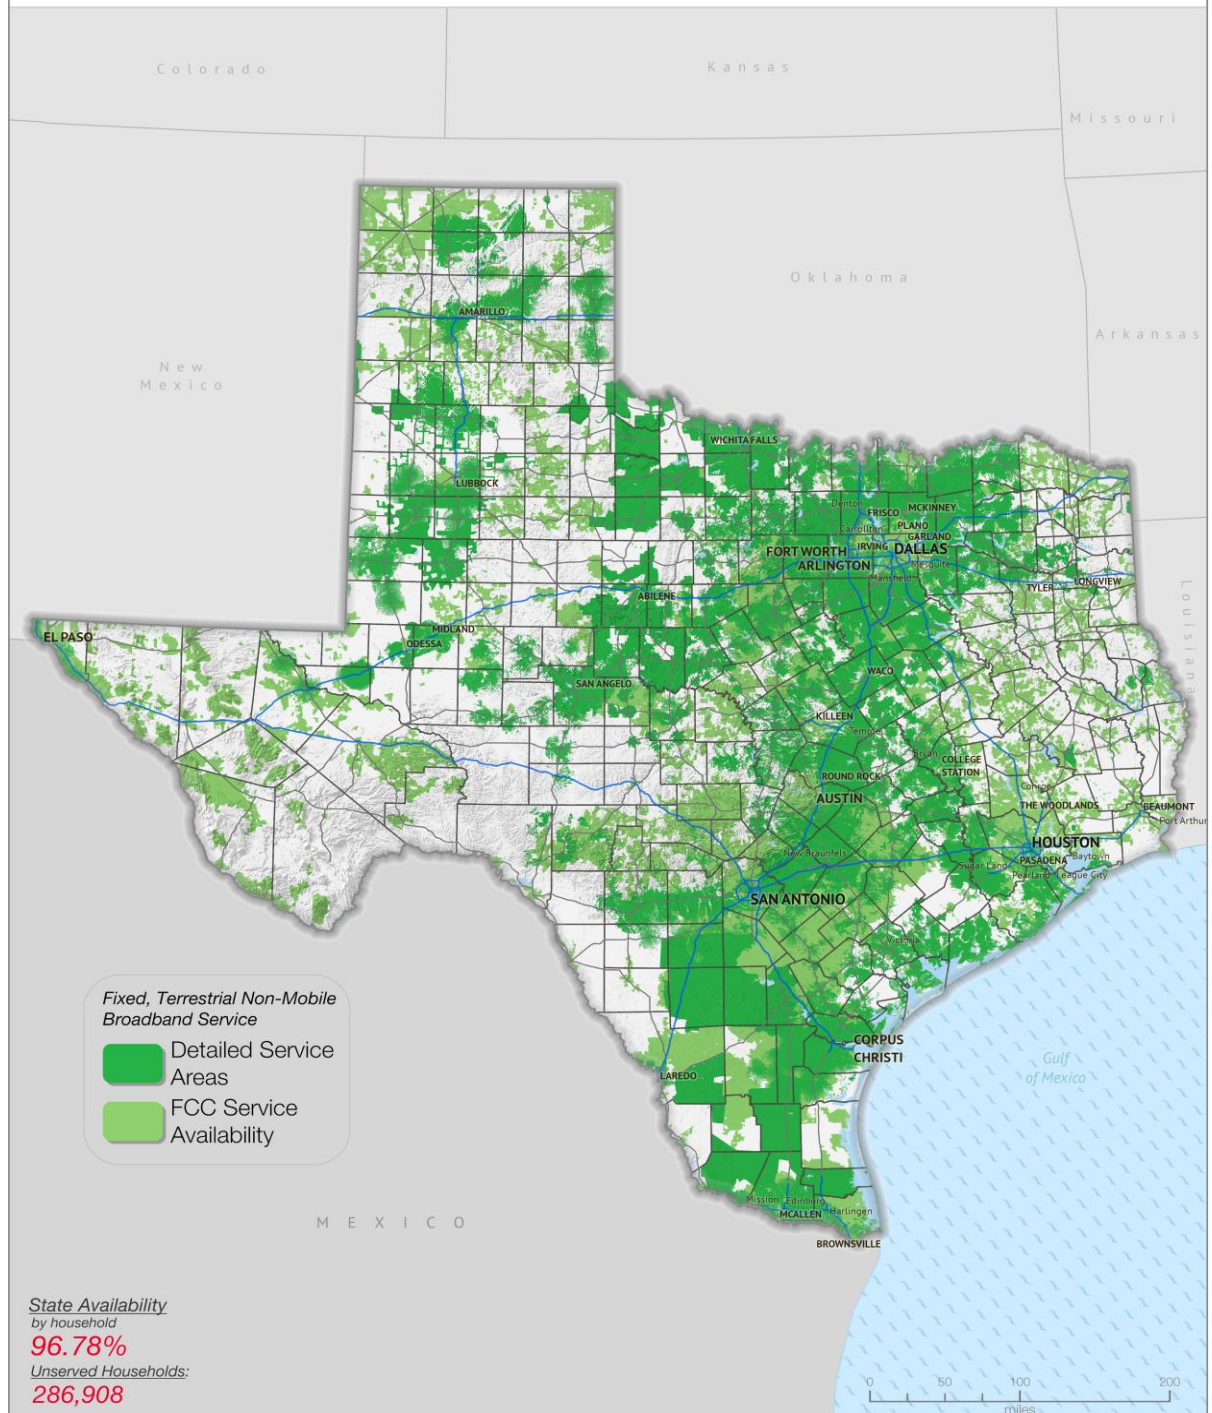 Colorado
Kansas
Missouri
Oklahoma
AMARILLO
Arkansas
New
Mexico
WICHITA FALLS
LUBBOCK
Denton
FRISCO
MCKINNEY
Carrollton
PLANO
GARLAND
FORT WORTH
IRVING
DALLAS
ARLINGTON
Mesquite
Mansfield
TYLER
LONGVIEW
ABILENE
Louisiana
EL PASO
MIDLAND
ODESSA
WACO
SAN ANGELO
KILLEEN
Temple
Bryan
COLLEGE
STATION
ROUND ROCK
Conroe
AUSTIN
THE WOODLANDS
BEAUMONT
Port Arthur
HOUSTON
New Braunfels
Sugar Land
PASADENA
Baytown
Pearland
League City
SAN ANTONIO
Victoria
Fixed, Terrestrial Non-Mobile
Broadband Service
Detailed Service
Areas
FCC Service
Availability
CORPUS
CHRISTI
Gulf
of Mexico
LAREDO
Mission
Edinburg
MCALLEN
Harlingen
BROWNSVILLE
MEXICO
State Availability
by household
96.78%
Unserved Households:
286,908
0 50 100 200
miles